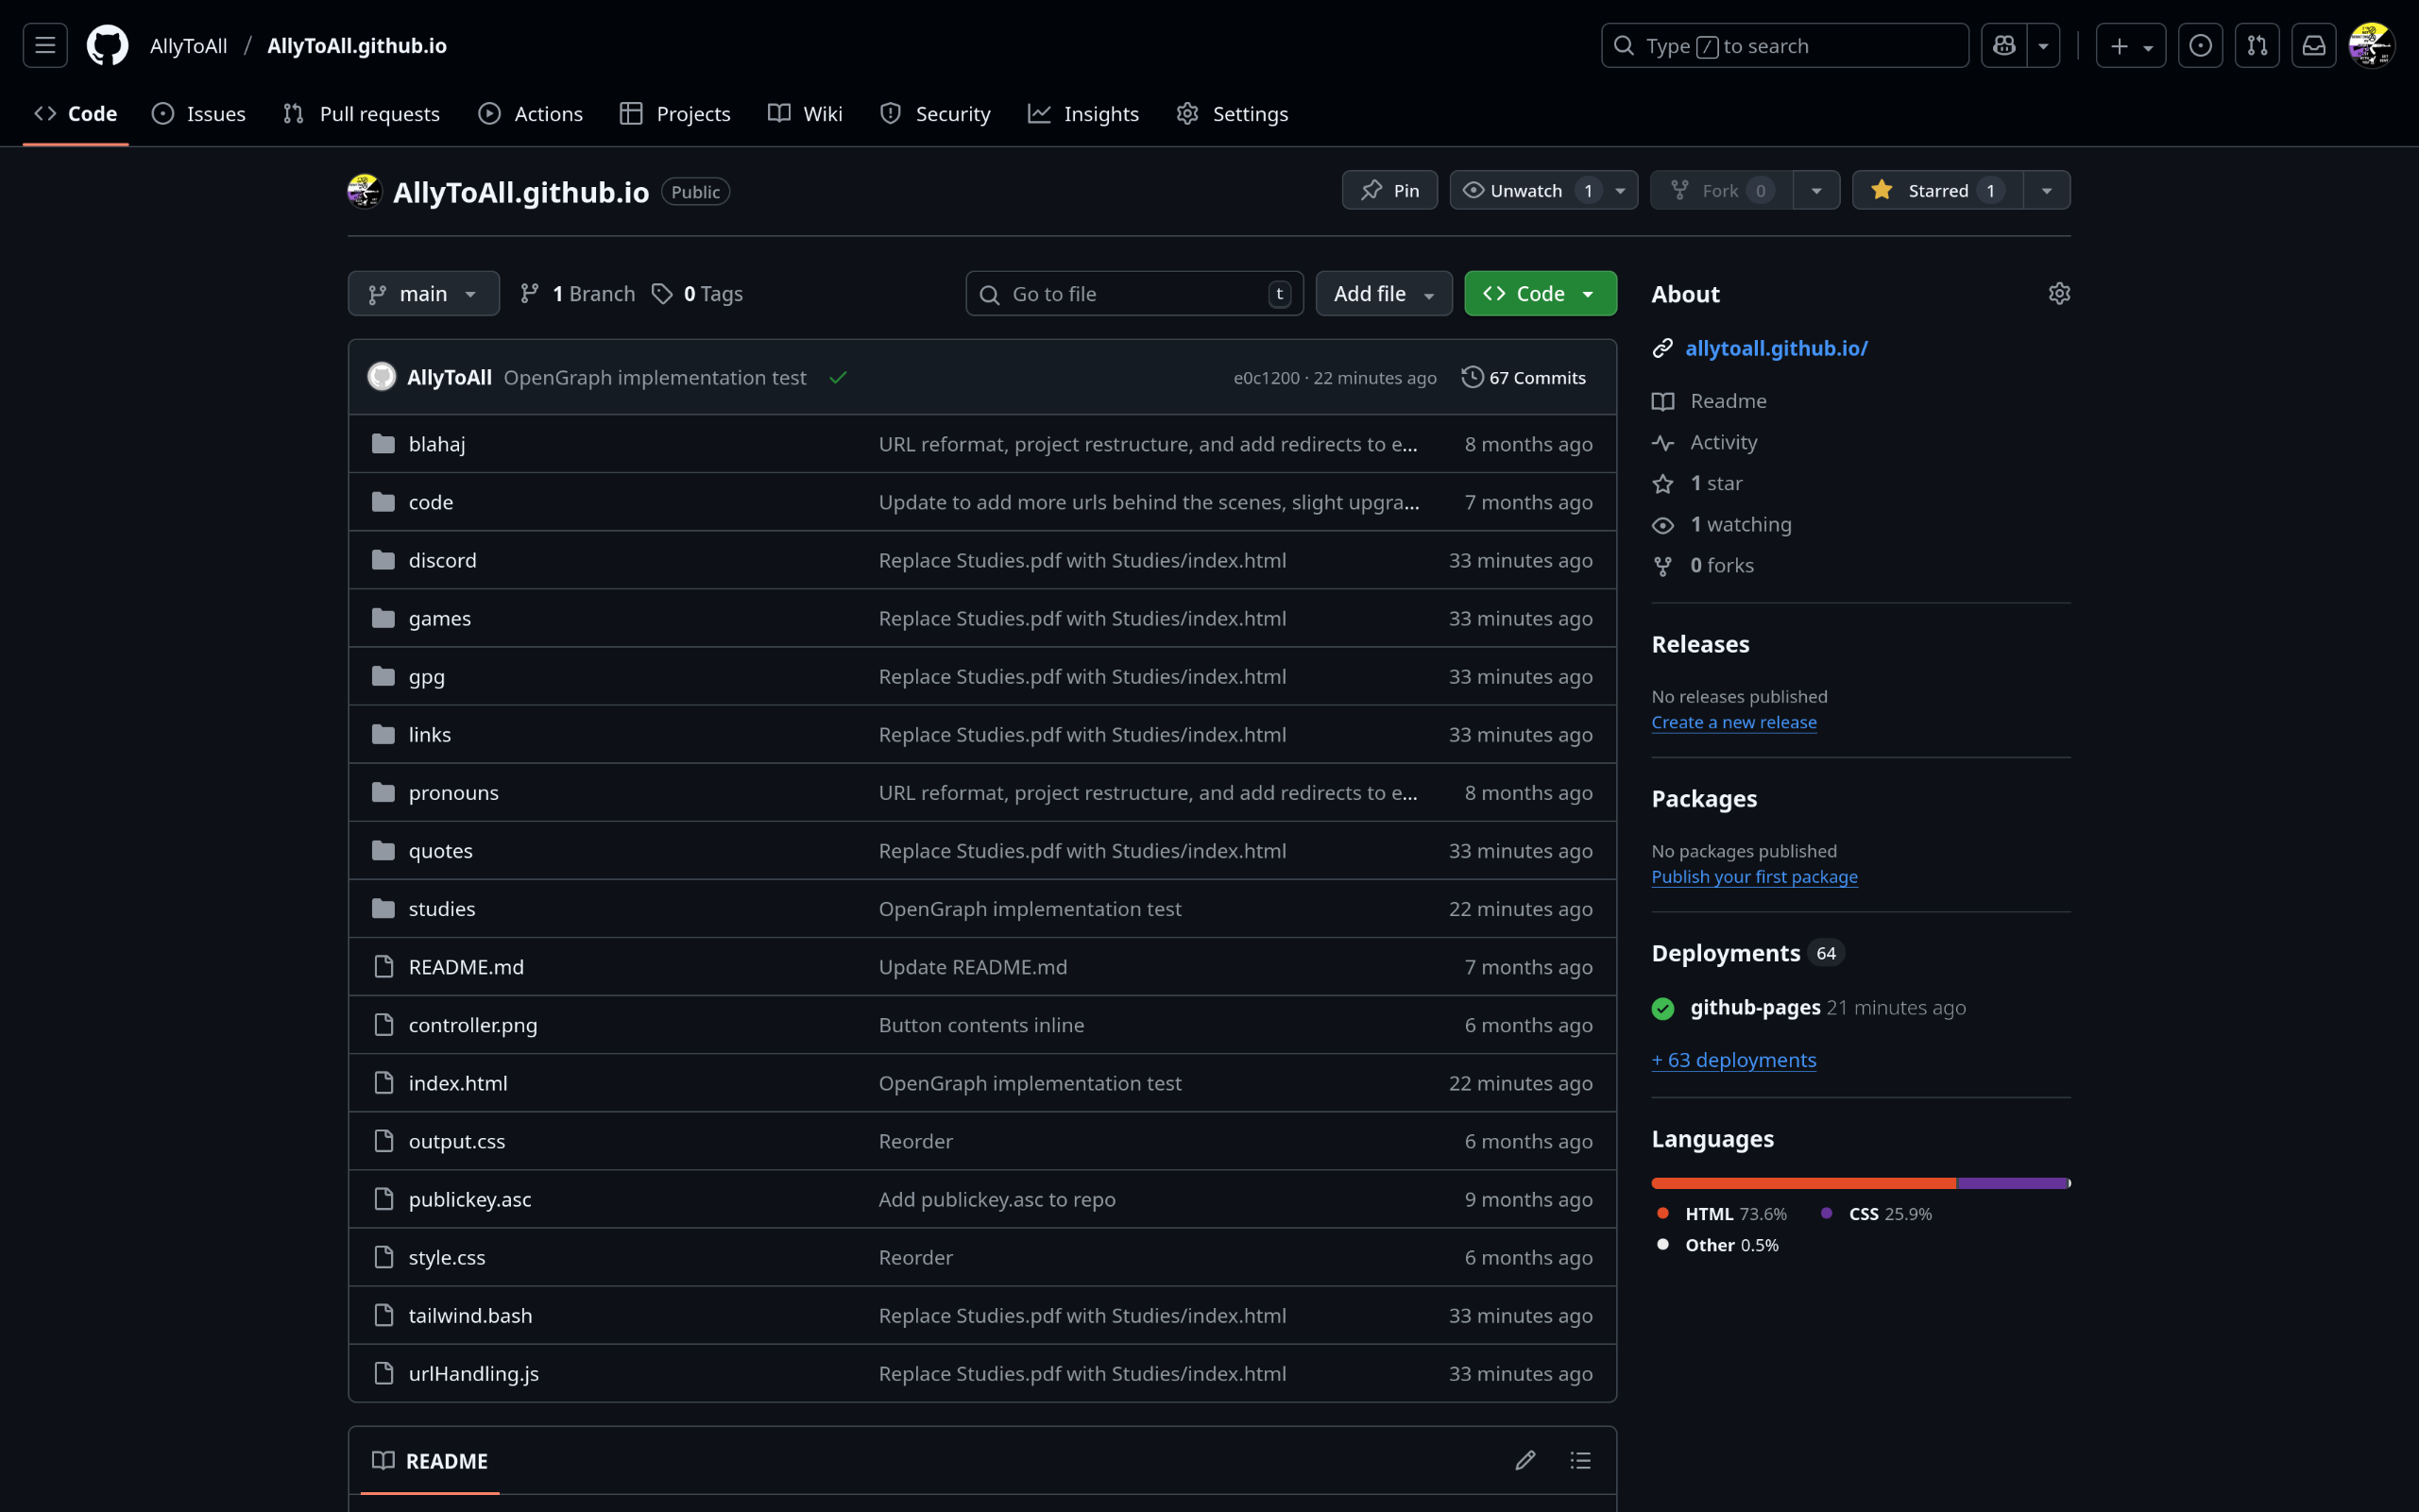 AllyToAll / AllyToAll.github.io
Type / to search
Code Issues Pull requests Actions Projects Wiki Security Insights Settings
AllyToAll.github.io Public
Pin Unwatch 1 Fork 0 Starred 1
main 1 Branch 0 Tags Go to file t Add file Code
AllyToAll OpenGraph implementation test e0c1200 · 22 minutes ago 67 Commits
blahaj URL reformat, project restructure, and add redirects to e... 8 months ago
code Update to add more urls behind the scenes, slight upgra... 7 months ago
discord Replace Studies.pdf with Studies/index.html 33 minutes ago
games Replace Studies.pdf with Studies/index.html 33 minutes ago
gpg Replace Studies.pdf with Studies/index.html 33 minutes ago
links Replace Studies.pdf with Studies/index.html 33 minutes ago
pronouns URL reformat, project restructure, and add redirects to e... 8 months ago
quotes Replace Studies.pdf with Studies/index.html 33 minutes ago
studies OpenGraph implementation test 22 minutes ago
README.md Update README.md 7 months ago
controller.png Button contents inline 6 months ago
index.html OpenGraph implementation test 22 minutes ago
output.css Reorder 6 months ago
publickey.asc Add publickey.asc to repo 9 months ago
style.css Reorder 6 months ago
tailwind.bash Replace Studies.pdf with Studies/index.html 33 minutes ago
urlHandling.js Replace Studies.pdf with Studies/index.html 33 minutes ago
README
About
allytoall.github.io/
Readme
Activity
1 star
1 watching
0 forks
Releases
No releases published
Create a new release
Packages
No packages published
Publish your first package
Deployments 64
github-pages 21 minutes ago
+ 63 deployments
Languages
HTML 73.6% CSS 25.9%
Other 0.5%